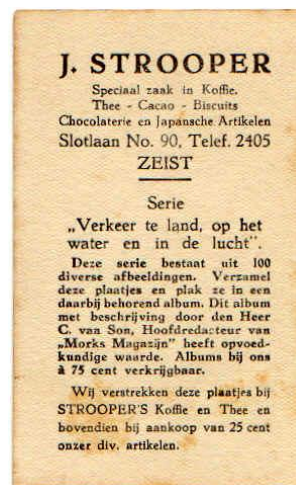 J. STROOPER
Speciaal zaak in Koffie.
Thee - Cacao - Biscuits
Chocolaterie en Japansche Artikelen
Slotlaan No. 90, Telef. 2405
ZEIST
Serie
„Verkeer te land, op het
water en in de lucht”.
Deze serie bestaat uit 100
diverse afbeeldingen. Verzamel
deze plaatjes en plak ze in een
daarbij behorend album. Dit album
met beschrijving door den Heer
C. van Son, Hoofdredacteur van
„Morks Magazijn” heeft opvoed-
kundige waarde. Albums bij ons
à 75 cent verkrijgbaar.
Wij verstrekken deze plaatjes bij
STROOPER'S Koffie en Thee en
bovendien bij aankoop van 25 cent
onzer div. artikelen.